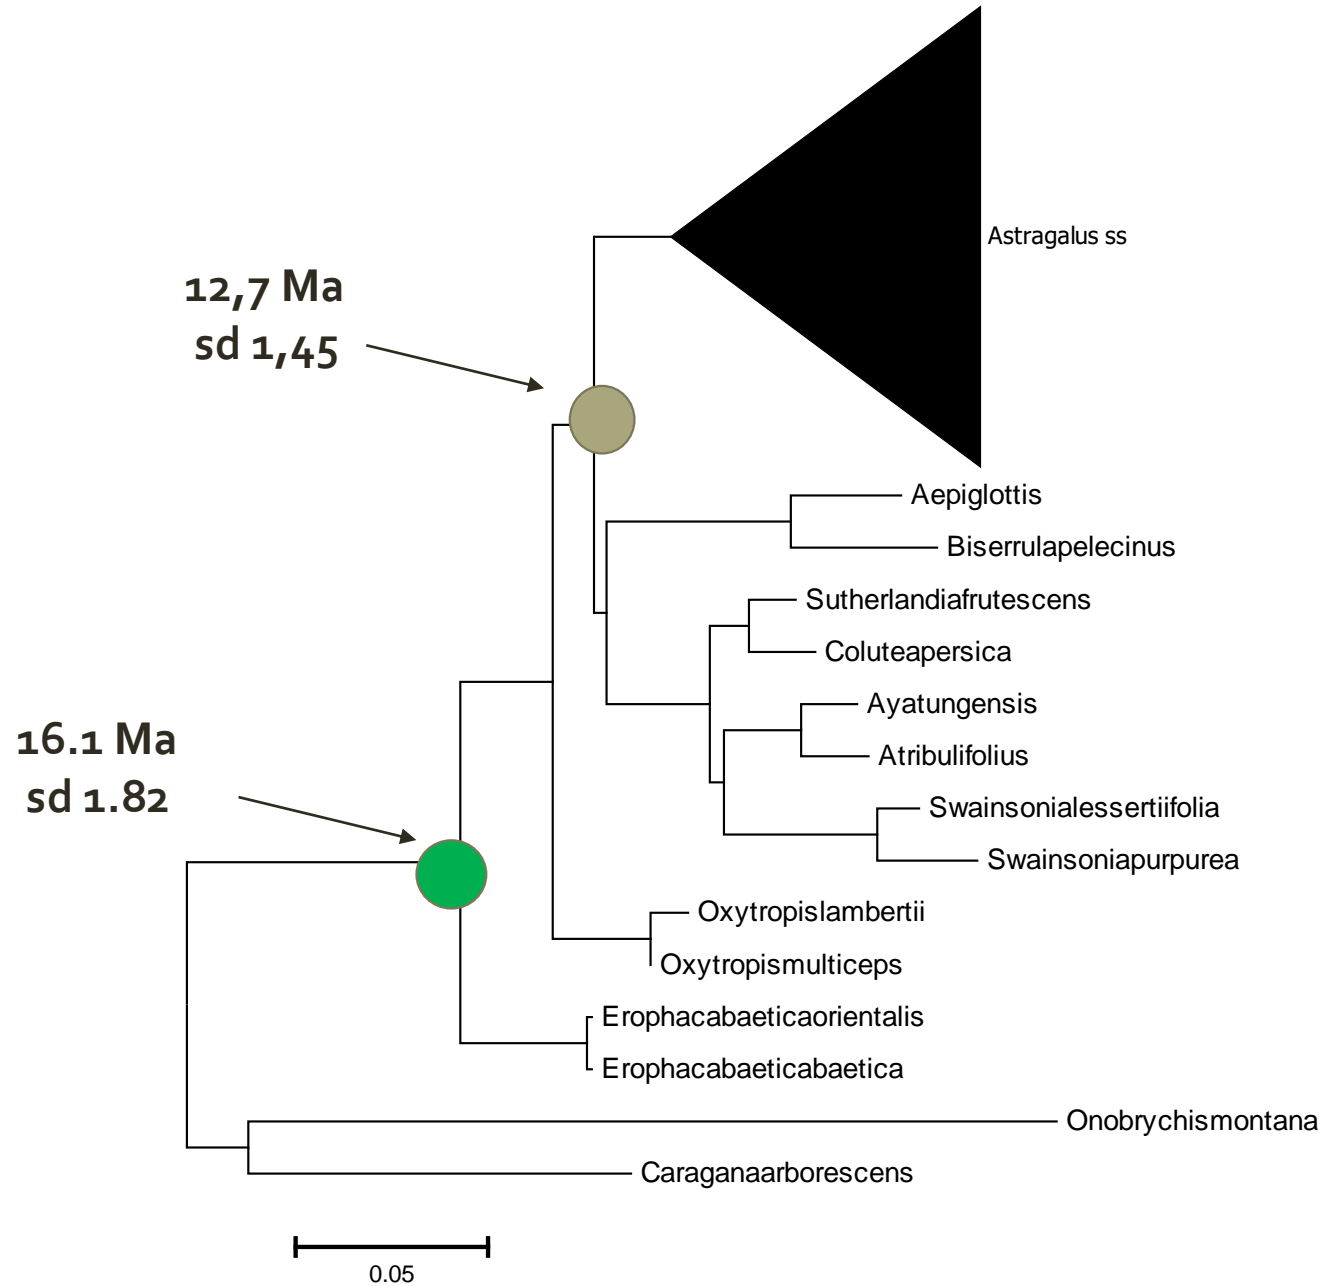 Astragalus ss
12,7 Ma
sd 1,45
Aepiglottis
Biserrulapelecinus
Sutherlandiafrutescens
Coluteapersica
Ayatungensis
Atribulifolius
16.1 Ma
sd 1.82
Swainsonialessertiifolia
Swainsoniapurpurea
Oxytropislambertii
Oxytropismulticeps
Erophacabaeticaorientalis
Erophacabaeticabaetica
Onobrychismontana
Caraganaarborescens
0.05